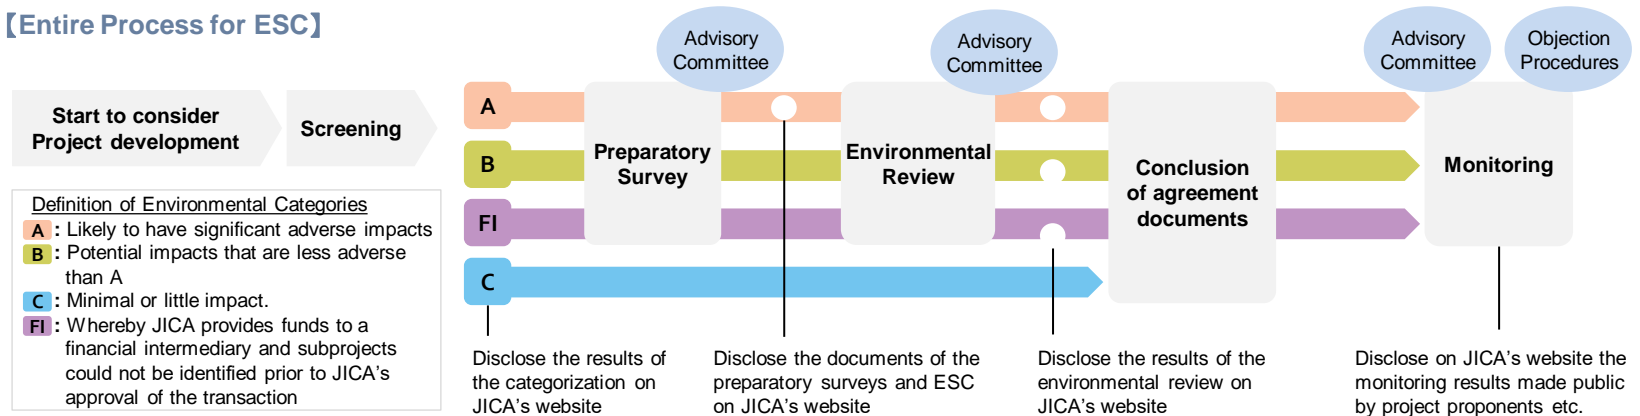 【Entire Process for ESC】
Start to consider
Project development
Screening
Definition of Environmental Categories
A : Likely to have significant adverse impacts
B : Potential impacts that are less adverse
than A
C : Minimal or little impact.
FI : Whereby JICA provides funds to a
financial intermediary and subprojects
could not be identified prior to JICA's
approval of the transaction
A
B
FI
C
Advisory
Committee
Preparatory
Survey
Advisory
Committee
Environmental
Review
Conclusion
of agreement
documents
Advisory
Committee
Objection
Procedures
Monitoring
Disclose the results of
the categorization on
JICA's website
Disclose the documents of the
preparatory surveys and ESC
on JICA's website
Disclose the results of the
environmental review on
JICA's website
Disclose on JICA's website the
monitoring results made public
by project proponents etc.